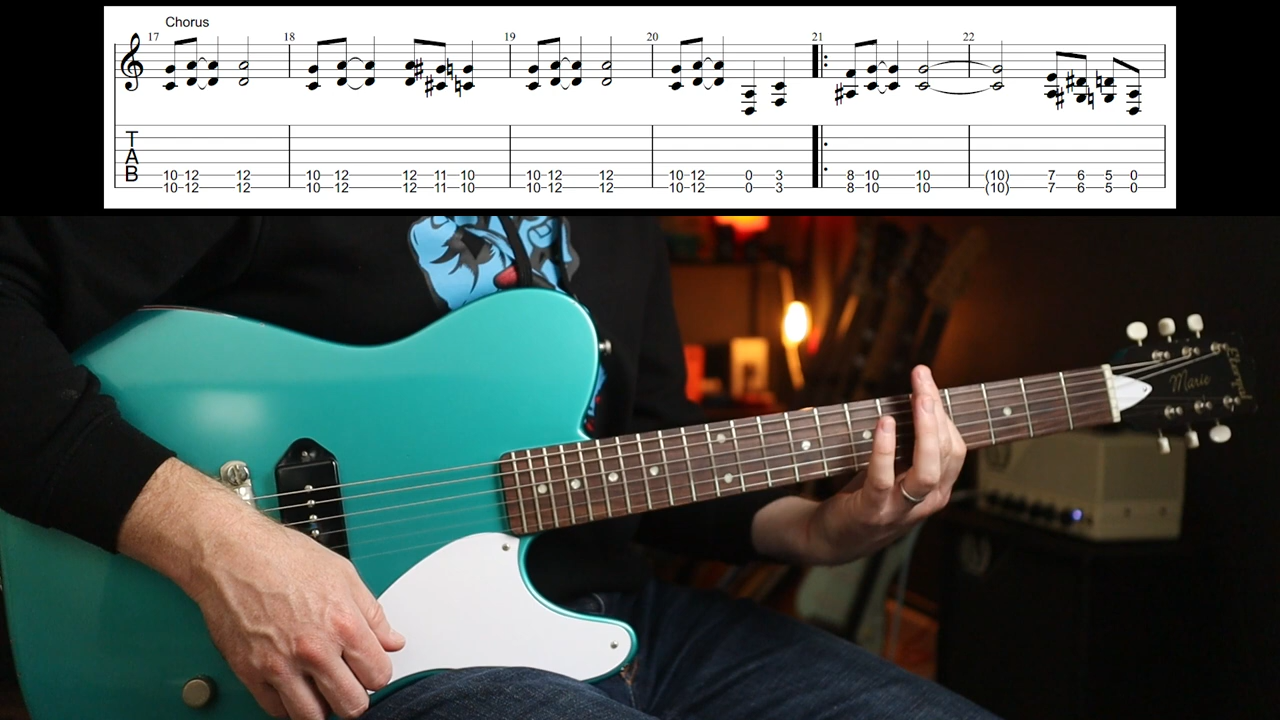 Chorus
17 18 19 20 21 22
T
A
B
10 12 12 10 12 12 11 10 10 12 12 10 12 0 3 8 10 10 (10) 7 6 5 0
10 12 12 10 12 12 11 10 10 12 12 10 12 0 3 8 10 10 (10) 7 6 5 0
Marie